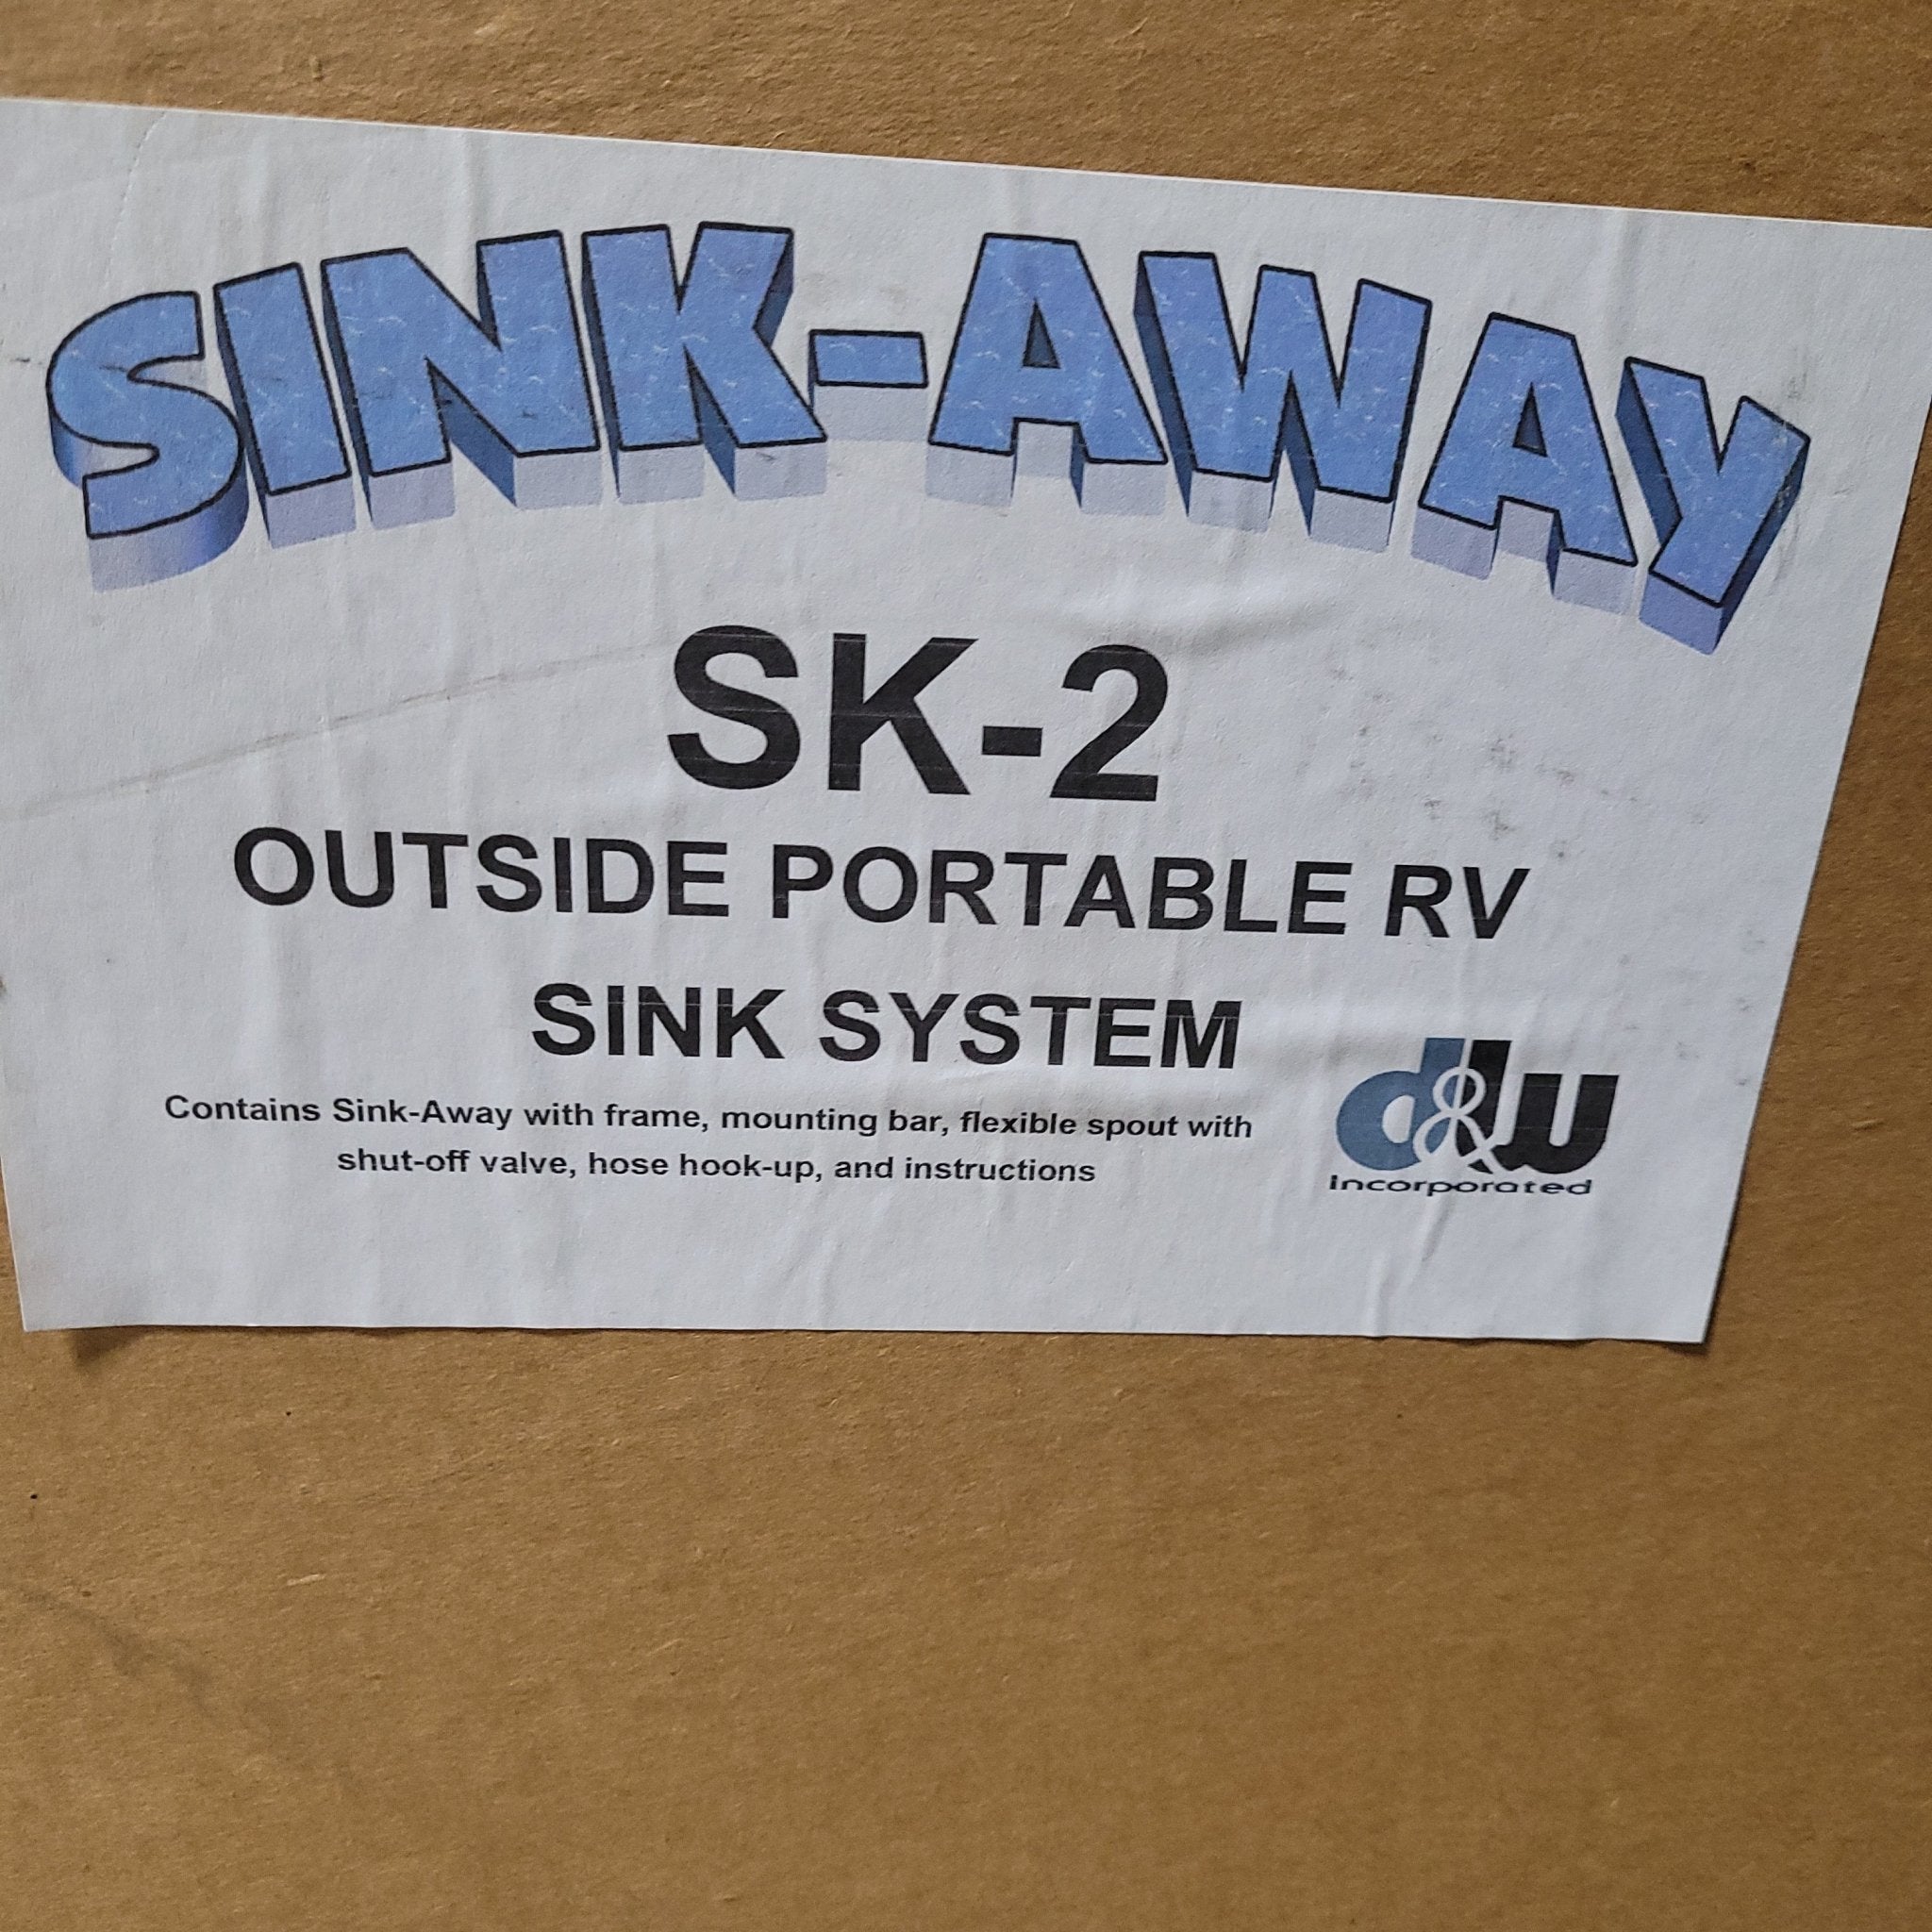 SINK-AWAY
SK-2
OUTSIDE PORTABLE RV
SINK SYSTEM
Contains Sink-Away with frame, mounting bar, flexible spout with
shut-off valve, hose hook-up, and instructions
d&w
Incorporated